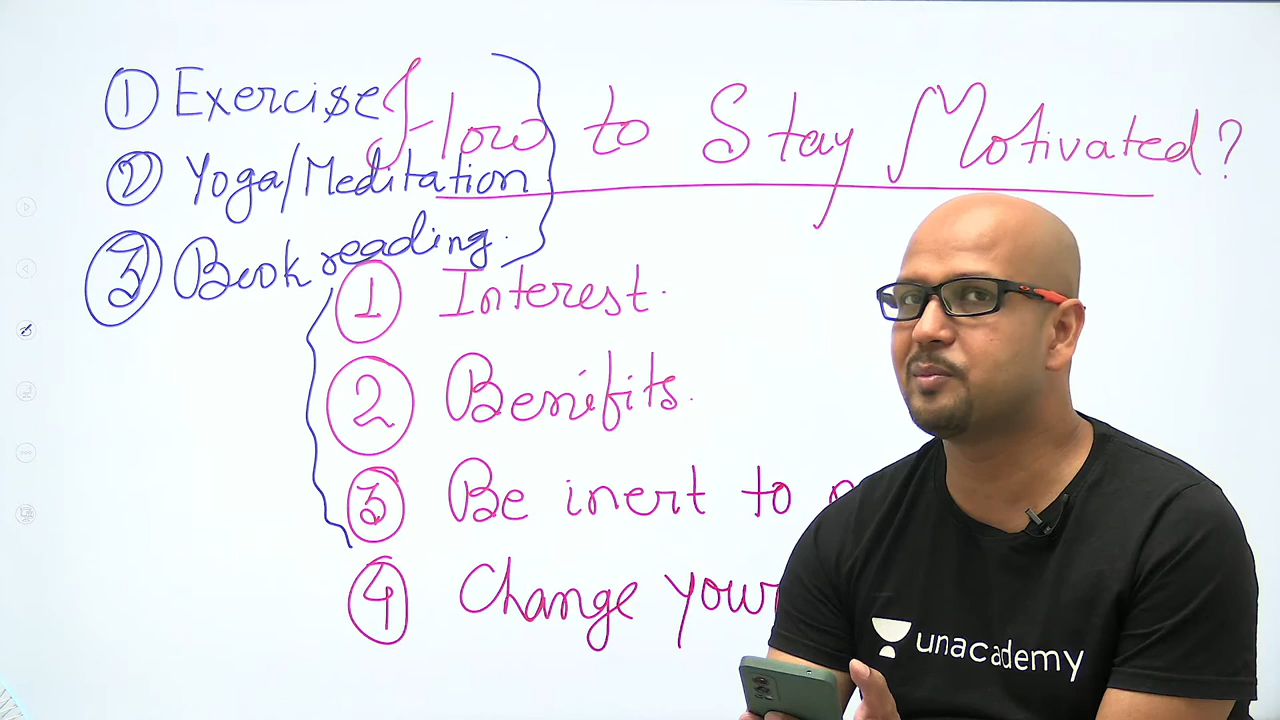 How to Stay Motivated?
① Exercise
② Yoga/Meditation
③ Book reading.
① Interest.
② Benifits.
③ Be inert to
④ Change your
unacademy